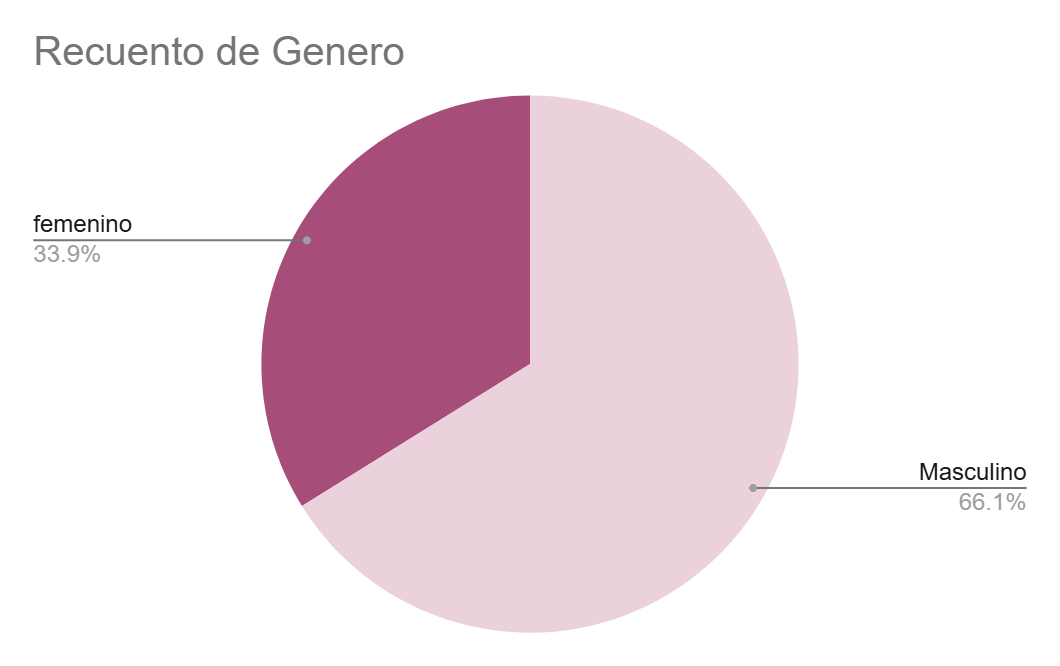 Recuento de Genero
femenino
33.9%
Masculino
66.1%